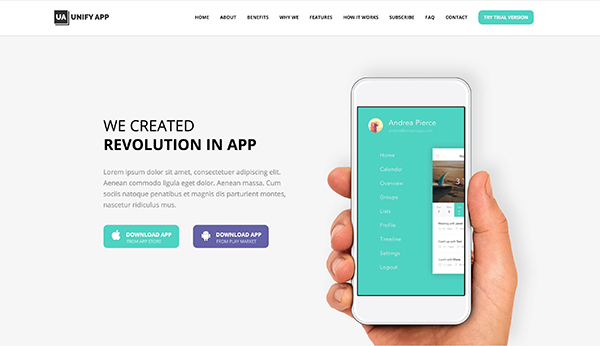 UA UNIFY APP
HOME ABOUT BENEFITS WHY WE FEATURES HOW IT WORKS SUBSCRIBE FAQ CONTACT TRY TRIAL VERSION
WE CREATED
REVOLUTION IN APP
Lorem ipsum dolor sit amet, consectetuer adipiscing elit.
Aenean commodo ligula eget dolor. Aenean massa. Cum
sociis natoque penatibus et magnis dis parturient montes,
nascetur ridiculus mus.
DOWNLOAD APP
FROM APP STORE
DOWNLOAD APP
FROM PLAY MARKET
Andrea Pierce
Home
Calendar
Overview
Groups
Lists
Profile
Timeline
Settings
Logout